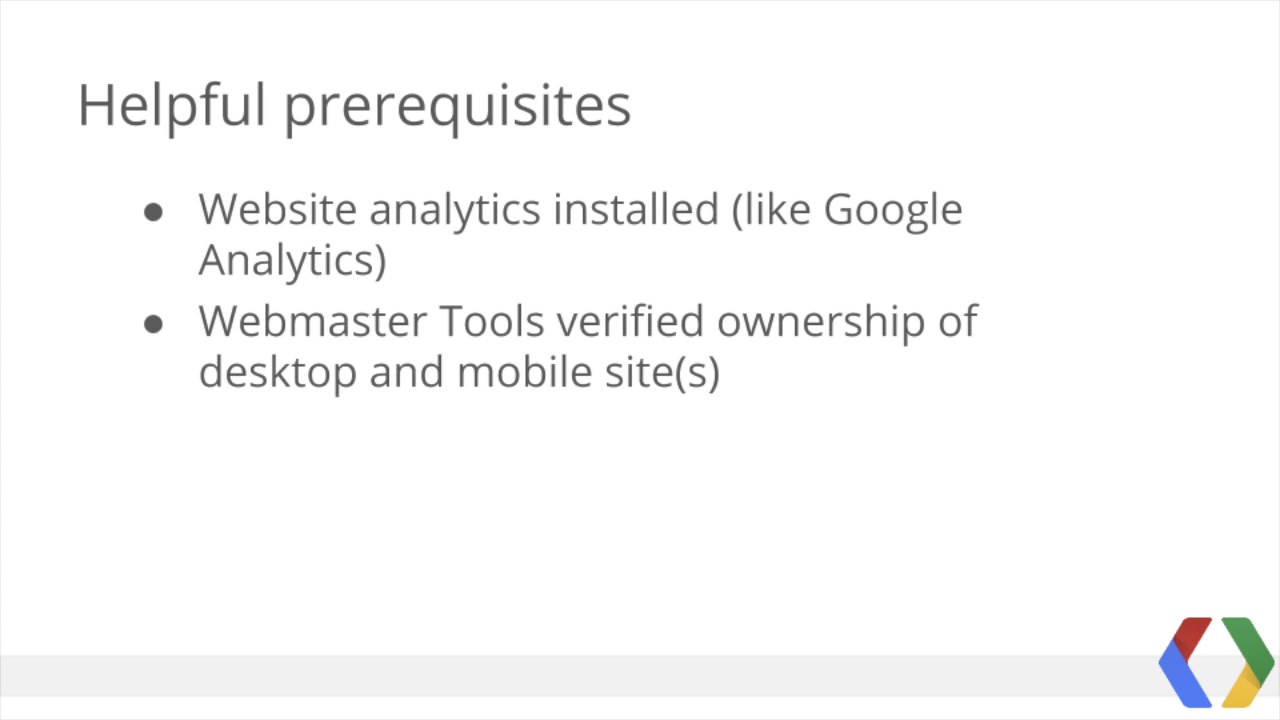 Helpful prerequisites
● Website analytics installed (like Google
Analytics)
● Webmaster Tools verified ownership of
desktop and mobile site(s)